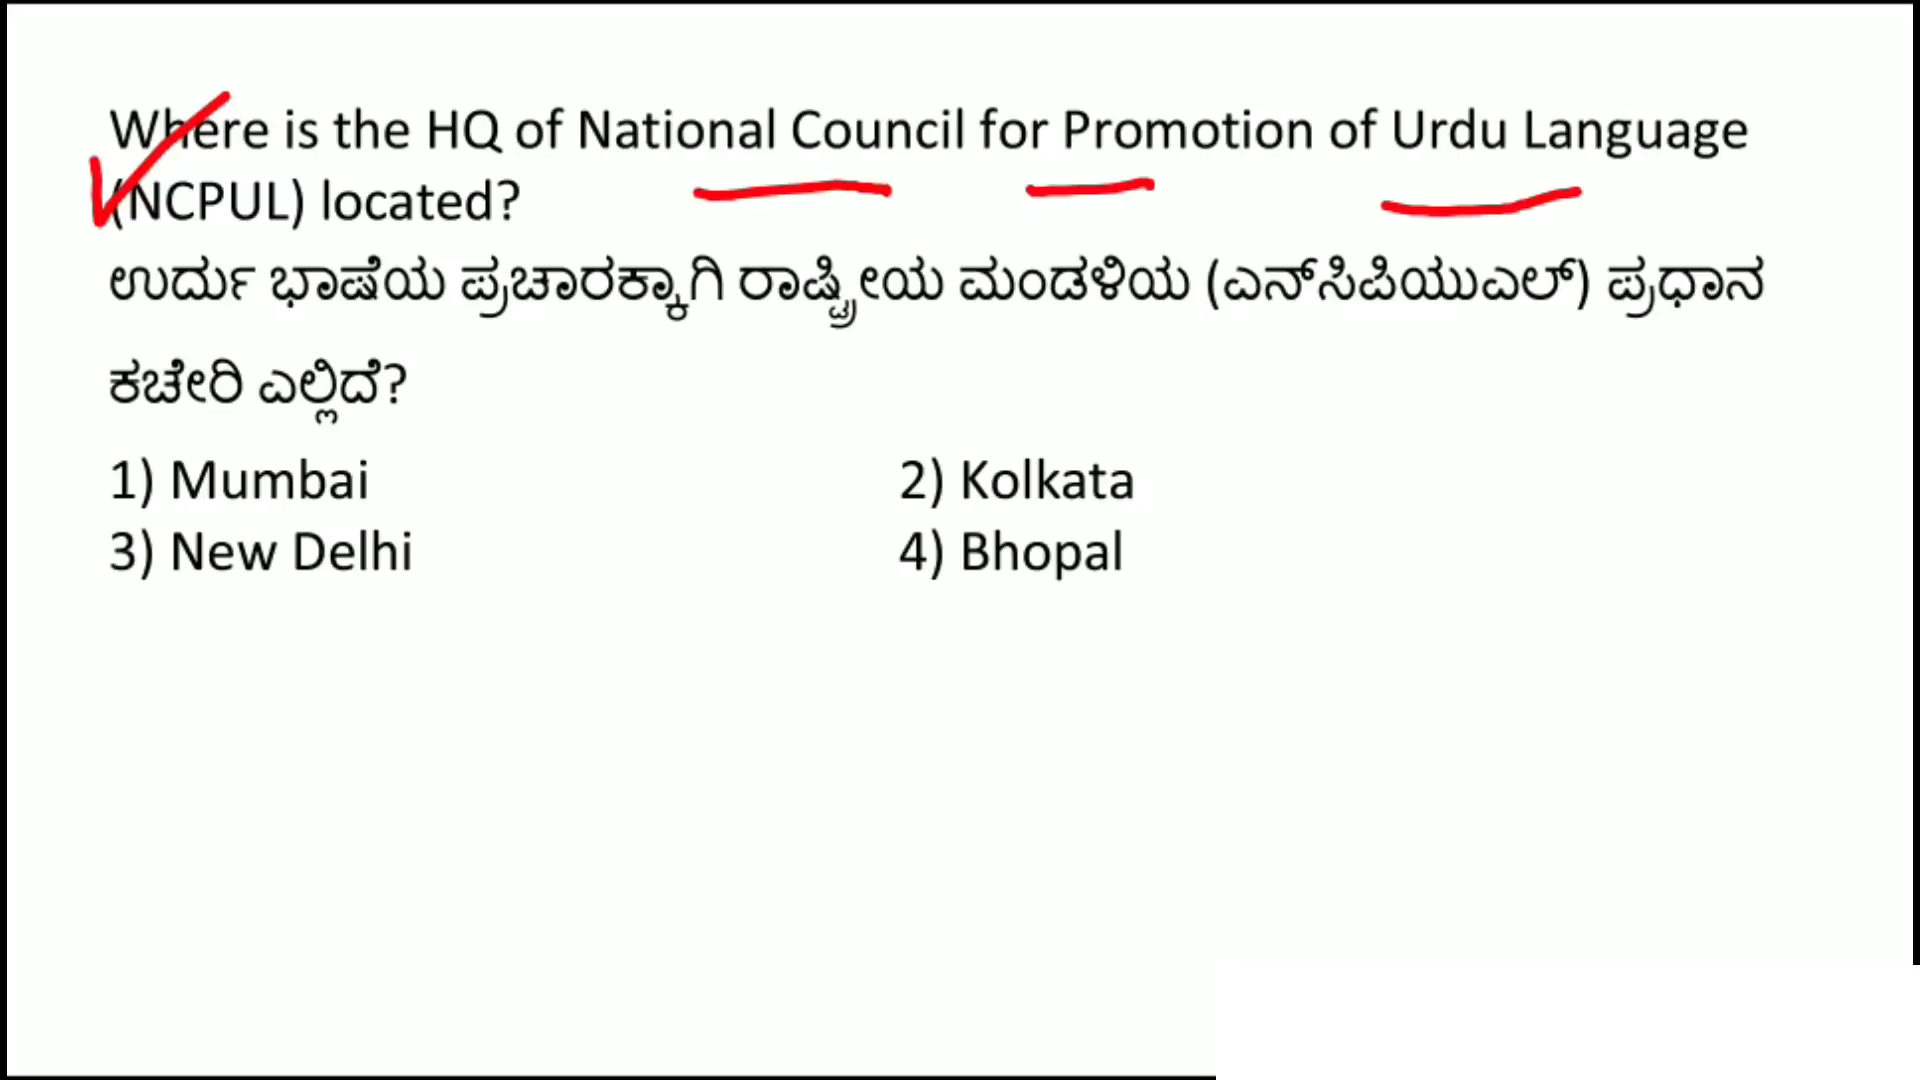 Where is the HQ of National Council for Promotion of Urdu Language
(NCPUL) located?
ಉರ್ದು ಭಾಷೆಯ ಪ್ರಚಾರಕ್ಕಾಗಿ ರಾಷ್ಟ್ರೀಯ ಮಂಡಳಿಯ (ಎನ್‌ಸಿಪಿಯುಎಲ್) ಪ್ರಧಾನ
ಕಚೇರಿ ಎಲ್ಲಿದೆ?
1) Mumbai 2) Kolkata
3) New Delhi 4) Bhopal